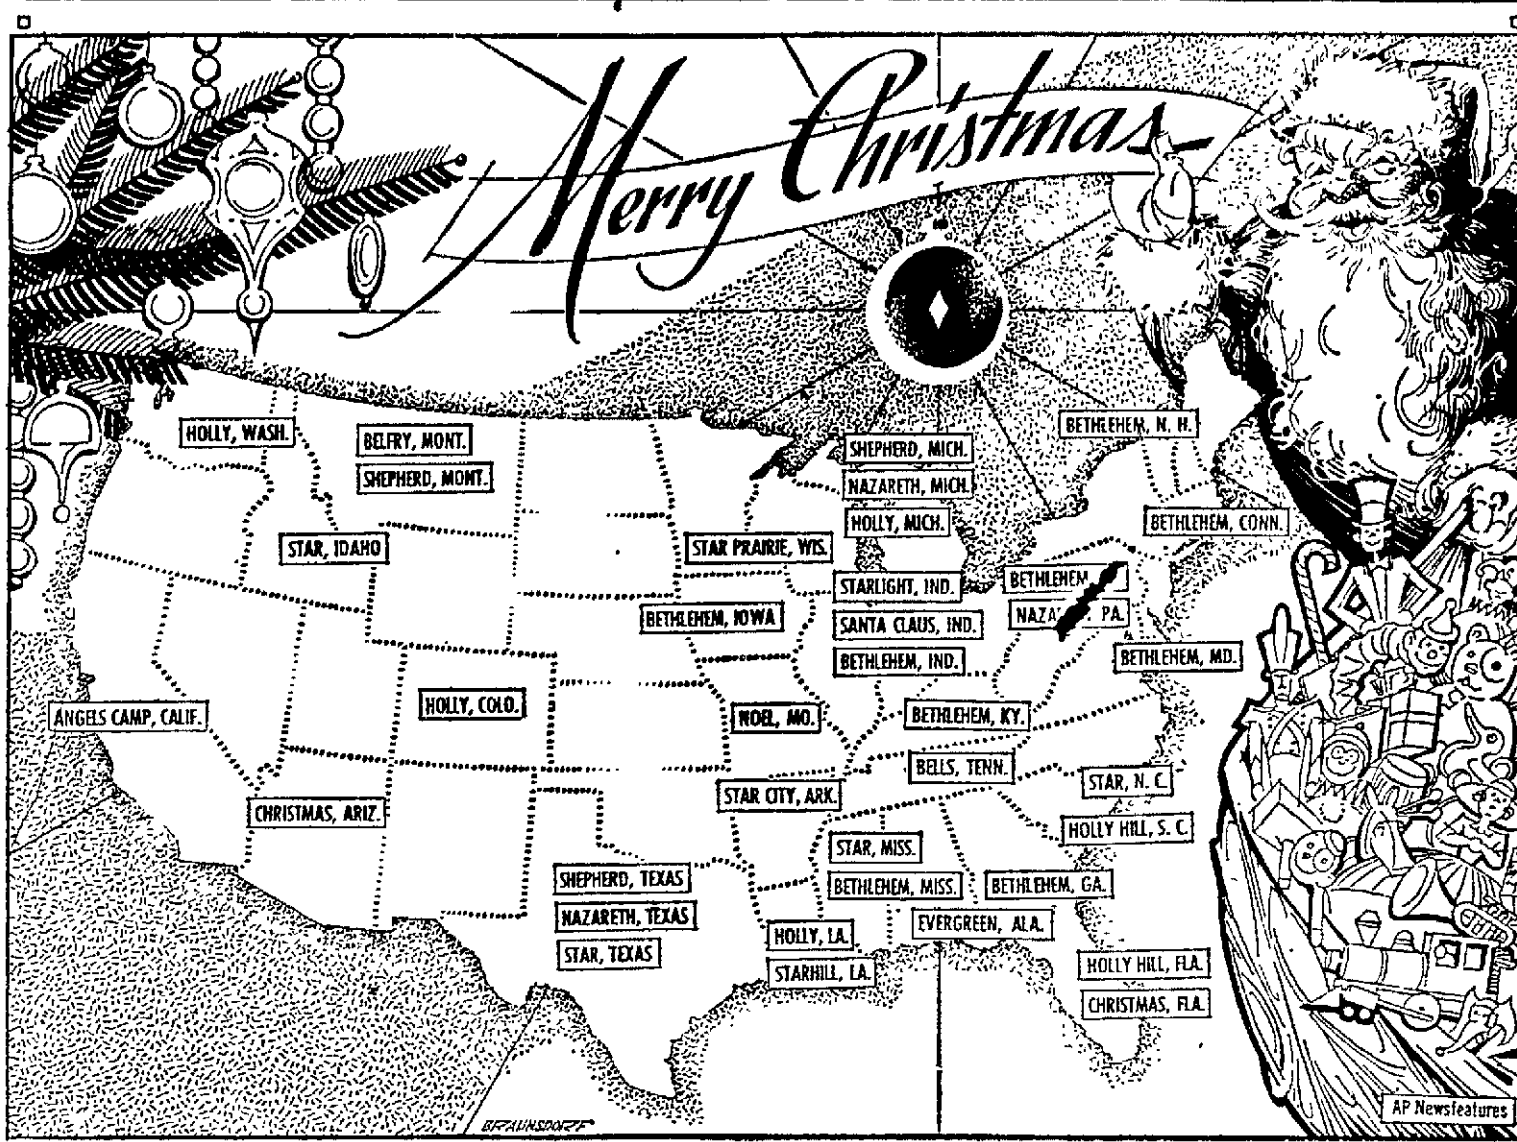 Merry Christmas
HOLLY, WASH.
BELFRY, MONT.
SHEPHERD, MONT.
STAR, IDAHO
SHEPHERD, MICH.
NAZARETH, MICH.
HOLLY, MICH.
BETHLEHEM, N. H.
BETHLEHEM, CONN.
STAR PRAIRIE, WIS.
BETHLEHEM, IOWA
STARLIGHT, IND.
SANTA CLAUS, IND.
BETHLEHEM, IND.
BETHLEHEM
PA.
BETHLEHEM, MD.
ANGELS CAMP, CALIF.
HOLLY, COLO.
NOEL, MO.
BETHLEHEM, KY.
BELLS, TENN.
CHRISTMAS, ARIZ.
STAR CITY, ARK.
STAR, N. C.
HOLLY HILL, S. C.
STAR, MISS.
BETHLEHEM, MISS.
BETHLEHEM, GA.
EVERGREEN, ALA.
SHEPHERD, TEXAS
NAZARETH, TEXAS
STAR, TEXAS
HOLLY, LA.
STARHILL, LA.
HOLLY HILL, FLA.
CHRISTMAS, FLA.
BRAUNSDORF
AP Newsfeatures